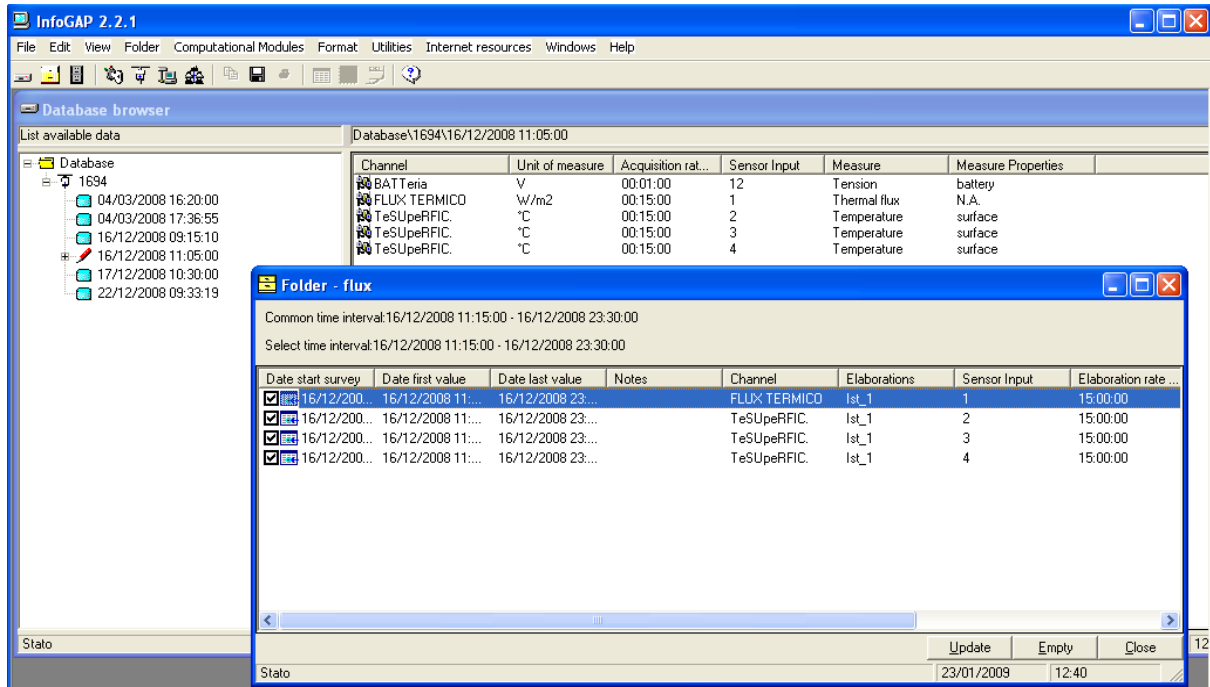 InfoGAP 2.2.1
File Edit View Folder Computational Modules Format Utilities Internet resources Windows Help
Database browser
List available data Database\1694\16/12/2008 11:05:00
Database
1694
04/03/2008 16:20:00
04/03/2008 17:36:55
16/12/2008 09:15:10
16/12/2008 11:05:00
17/12/2008 10:30:00
22/12/2008 09:33:19
Channel Unit of measure Acquisition rat... Sensor Input Measure Measure Properties
BATTeria V 00:01:00 12 Tension battery
FLUX TERMICO W/m2 00:15:00 1 Thermal flux N.A.
TeSUpeRFIC. °C 00:15:00 2 Temperature surface
TeSUpeRFIC. °C 00:15:00 3 Temperature surface
TeSUpeRFIC. °C 00:15:00 4 Temperature surface
Folder - flux
Common time interval:16/12/2008 11:15:00 - 16/12/2008 23:30:00
Select time interval:16/12/2008 11:15:00 - 16/12/2008 23:30:00
Date start survey Date first value Date last value Notes Channel Elaborations Sensor Input Elaboration rate ...
16/12/200... 16/12/2008 11:... 16/12/2008 23:... FLUX TERMICO Ist_1 1 15:00:00
16/12/200... 16/12/2008 11:... 16/12/2008 23:... TeSUpeRFIC. Ist_1 2 15:00:00
16/12/200... 16/12/2008 11:... 16/12/2008 23:... TeSUpeRFIC. Ist_1 3 15:00:00
16/12/200... 16/12/2008 11:... 16/12/2008 23:... TeSUpeRFIC. Ist_1 4 15:00:00
Update Empty Close
Stato 23/01/2009 12:40
Stato 12